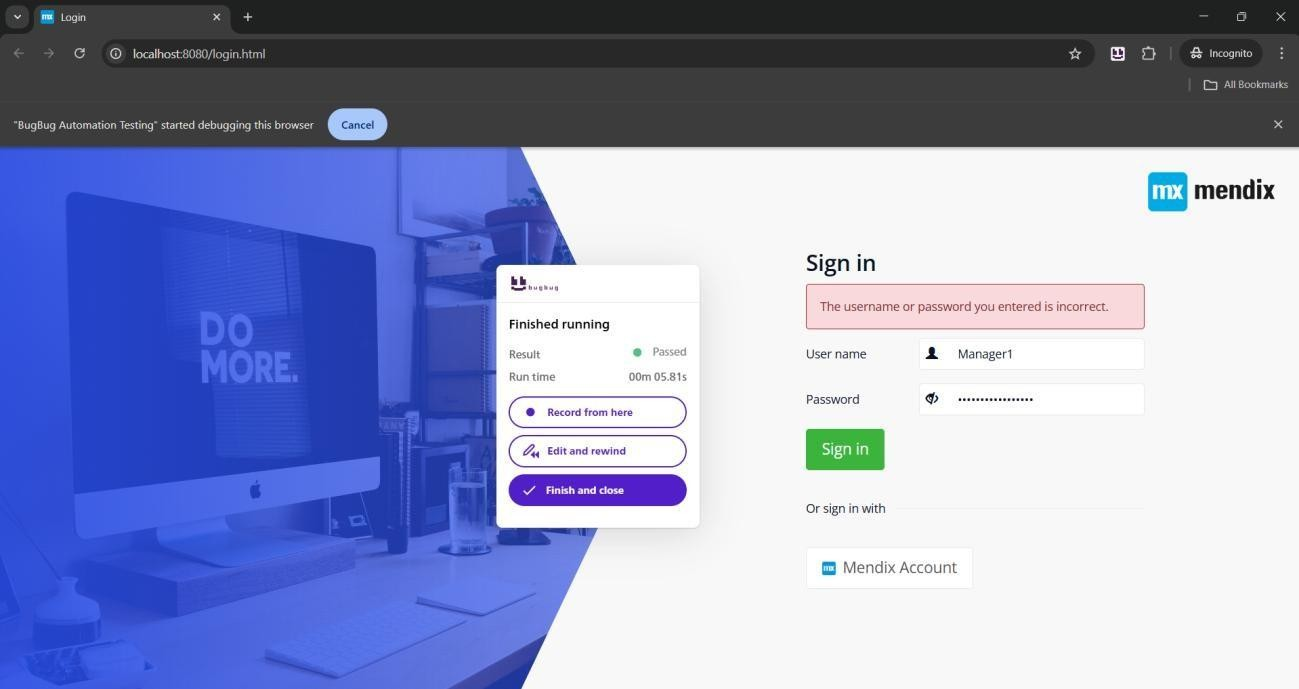 mx Login
localhost:8080/login.html
Incognito
All Bookmarks
"BugBug Automation Testing" started debugging this browser
Cancel
mx mendix
DO
MORE.
bugbug
Finished running
Result Passed
Run time 00m 05.81s
Record from here
Edit and rewind
Finish and close
Sign in
The username or password you entered is incorrect.
User name Manager1
Password ••••••••••••••••
Sign in
Or sign in with
mx Mendix Account